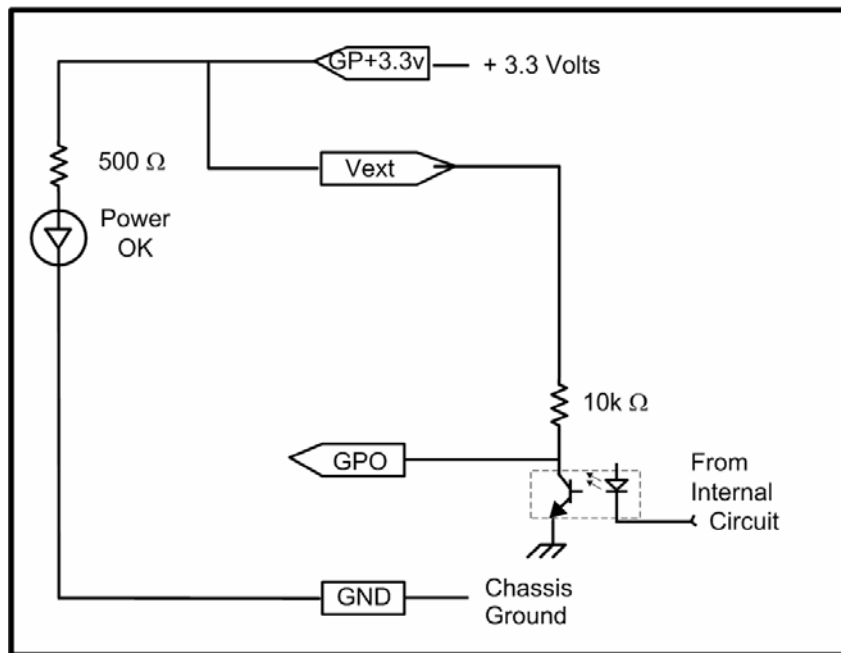 GP+3.3v
+ 3.3 Volts
500 Ω
Vext
Power
OK
10k Ω
GPO
From
Internal
Circuit
GND
Chassis
Ground